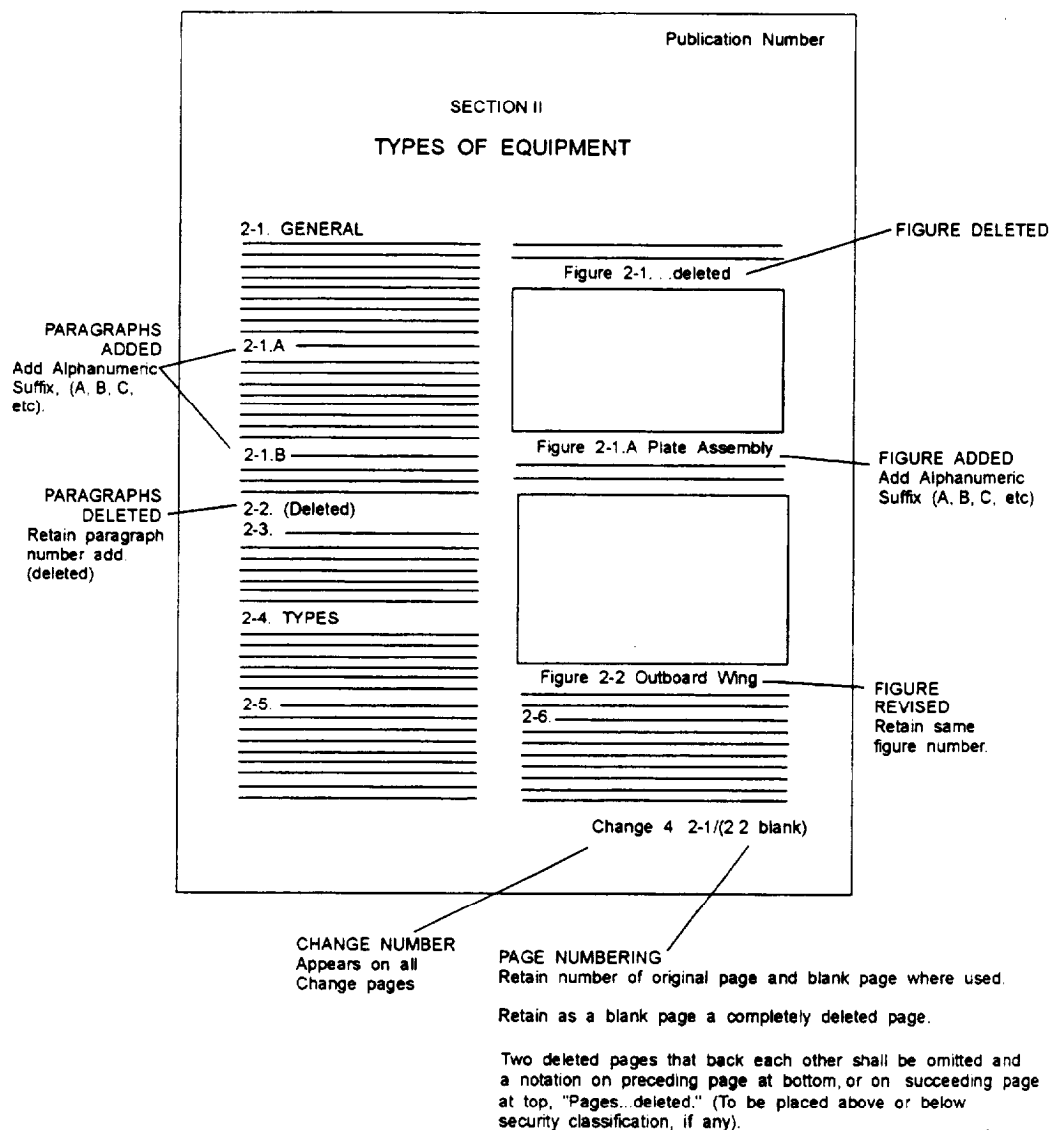 Publication Number
SECTION II
TYPES OF EQUIPMENT
2-1. GENERAL
2-1.A
2-1.B
2-2. (Deleted)
2-3.
2-4. TYPES
2-5.
Figure 2-1. . .deleted
Figure 2-1.A Plate Assembly
Figure 2-2 Outboard Wing
2-6.
Change 4 2-1/(2 2 blank)
PARAGRAPHS
ADDED
Add Alphanumeric
Suffix, (A, B, C,
etc).
PARAGRAPHS
DELETED
Retain paragraph
number add
(deleted)
FIGURE DELETED
FIGURE ADDED
Add Alphanumeric
Suffix (A, B, C, etc)
FIGURE
REVISED
Retain same
figure number.
CHANGE NUMBER
Appears on all
Change pages
PAGE NUMBERING
Retain number of original page and blank page where used.
Retain as a blank page a completely deleted page.
Two deleted pages that back each other shall be omitted and
a notation on preceding page at bottom, or on succeeding page
at top, "Pages...deleted." (To be placed above or below
security classification, if any).